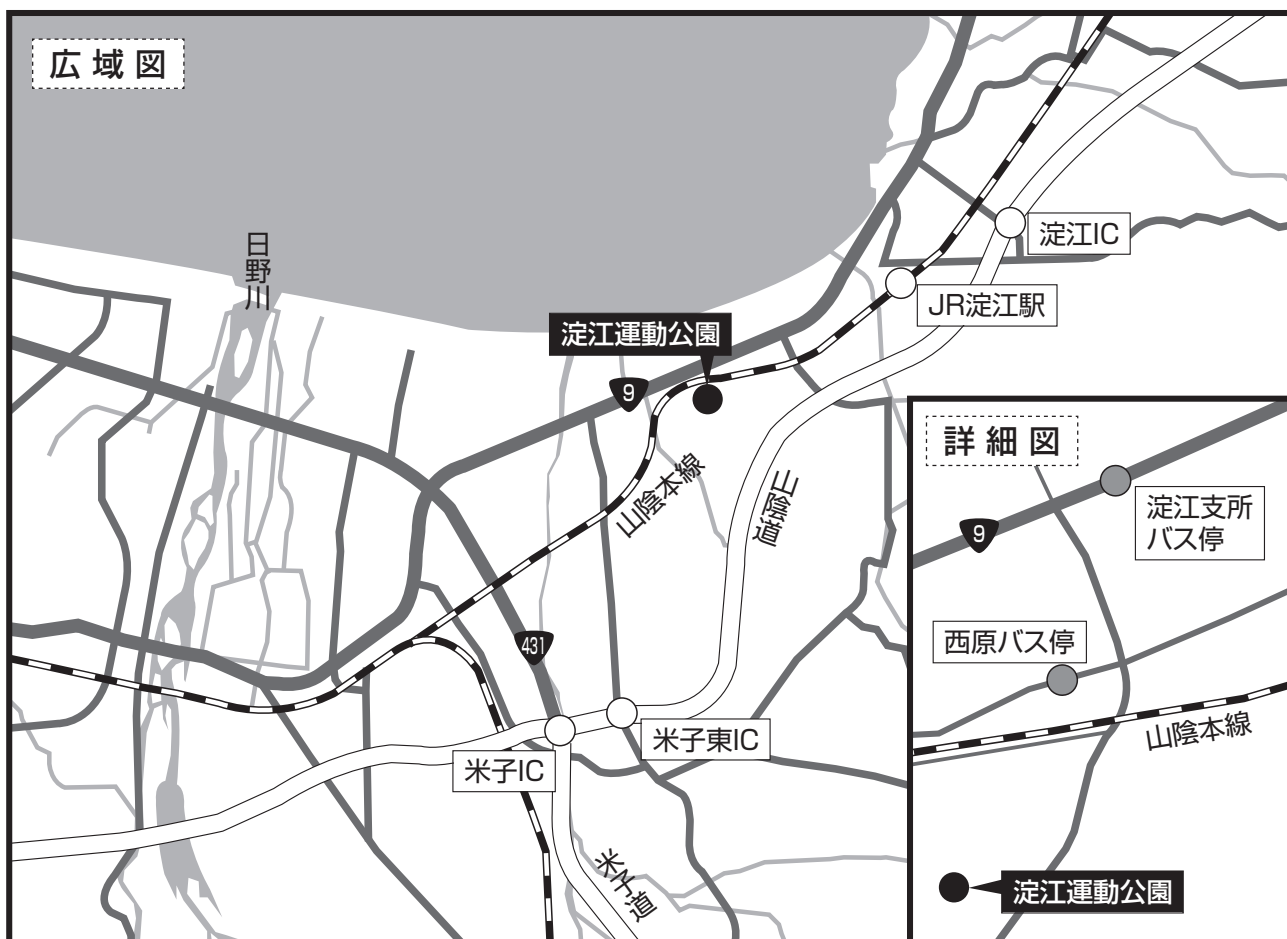 広域図
日野川
淀江IC
JR淀江駅
淀江運動公園
9
山陰本線
山陰道
431
米子東IC
米子IC
米子道
詳細図
淀江支所
バス停
9
西原バス停
山陰本線
淀江運動公園